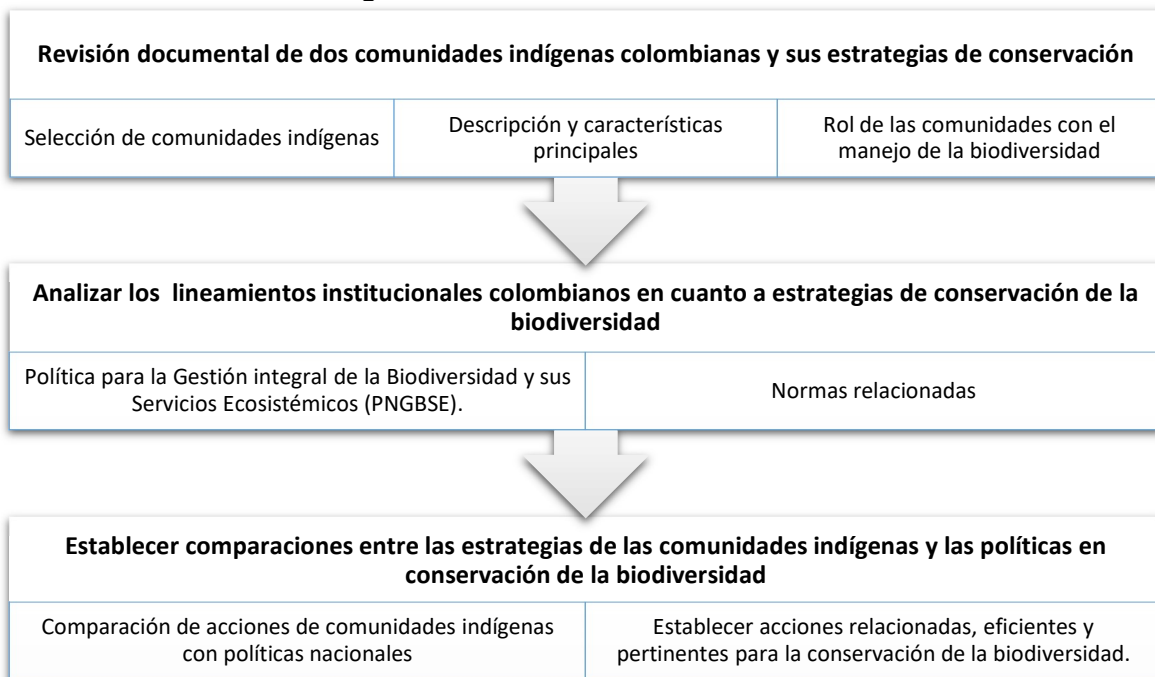 Revisión documental de dos comunidades indígenas colombianas y sus estrategias de conservación
Selección de comunidades indígenas
Descripción y características
principales
Rol de las comunidades con el
manejo de la biodiversidad
Analizar los lineamientos institucionales colombianos en cuanto a estrategias de conservación de la
biodiversidad
Política para la Gestión integral de la Biodiversidad y sus
Servicios Ecosistémicos (PNGBSE).
Normas relacionadas
Establecer comparaciones entre las estrategias de las comunidades indígenas y las políticas en
conservación de la biodiversidad
Comparación de acciones de comunidades indígenas
con políticas nacionales
Establecer acciones relacionadas, eficientes y
pertinentes para la conservación de la biodiversidad.